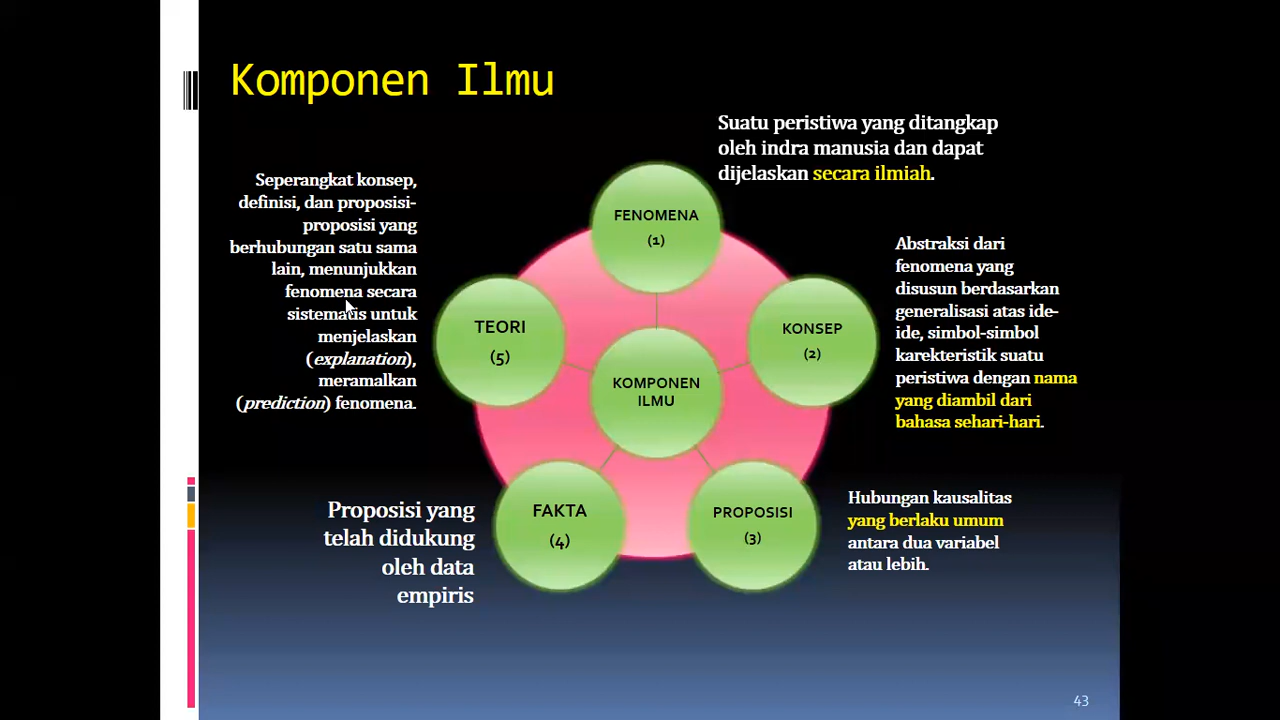 Komponen Ilmu
Suatu peristiwa yang ditangkap
oleh indra manusia dan dapat
dijelaskan secara ilmiah.
Seperangkat konsep,
definisi, dan proposisi-
proposisi yang
berhubungan satu sama
lain, menunjukkan
fenomena secara
sistematis untuk
menjelaskan
(explanation),
meramalkan
(prediction) fenomena.
FENOMENA
(1)
Abstraksi dari
fenomena yang
disusun berdasarkan
generalisasi atas ide-
ide, simbol-simbol
karekteristik suatu
peristiwa dengan nama
yang diambil dari
bahasa sehari-hari.
TEORI
(5)
KONSEP
(2)
KOMPONEN
ILMU
Proposisi yang
telah didukung
oleh data
empiris
FAKTA
(4)
PROPOSISI
(3)
Hubungan kausalitas
yang berlaku umum
antara dua variabel
atau lebih.
43